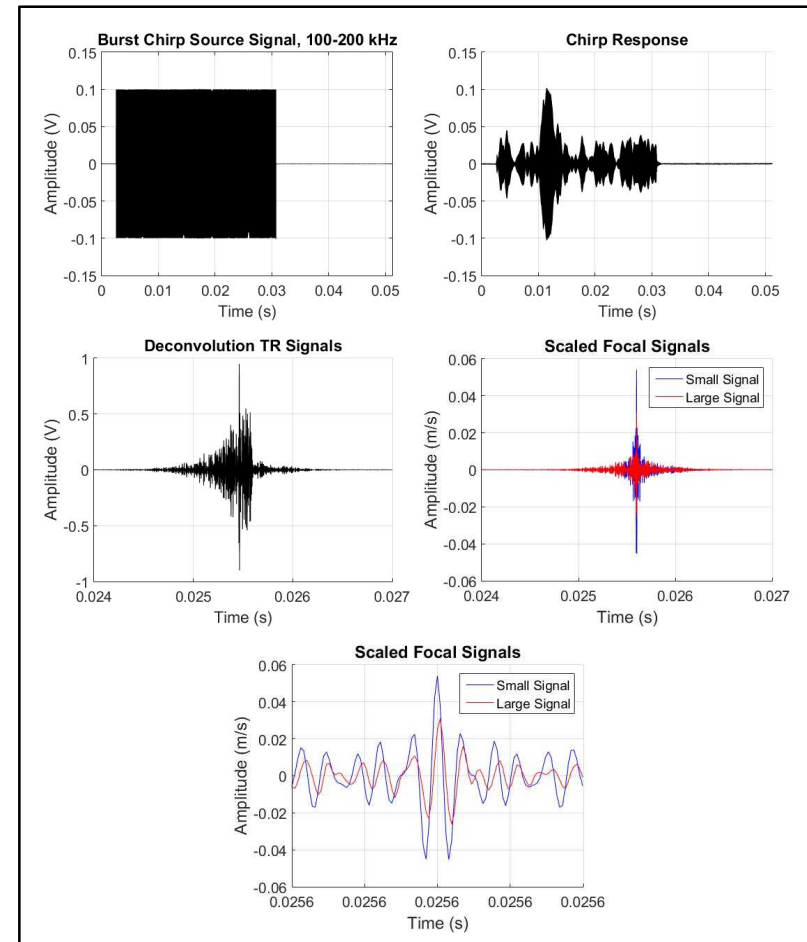 Burst Chirp Source Signal, 100-200 kHz
0.15
0.1
0.05
0
-0.05
-0.1
-0.15
Amplitude (V)
0 0.01 0.02 0.03 0.04 0.05
Time (s)
Chirp Response
0.15
0.10
0.05
0
-0.05
-0.1
-0.15
Amplitude (V)
0 0.01 0.02 0.03 0.04 0.05
Time (s)
Deconvolution TR Signals
1
0.5
0
-0.5
-1
Amplitude (V)
0.024 0.025 0.026 0.027
Time (s)
Scaled Focal Signals
0.06
0.04
0.02
0
-0.02
-0.04
-0.06
Amplitude (m/s)
Small Signal
Large Signal
0.024 0.025 0.026 0.027
Time (s)
Scaled Focal Signals
0.06
0.04
0.02
0
-0.02
-0.04
-0.06
Amplitude (m/s)
Small Signal
Large Signal
0.0256 0.0256 0.0256 0.0256 0.0256
Time (s)